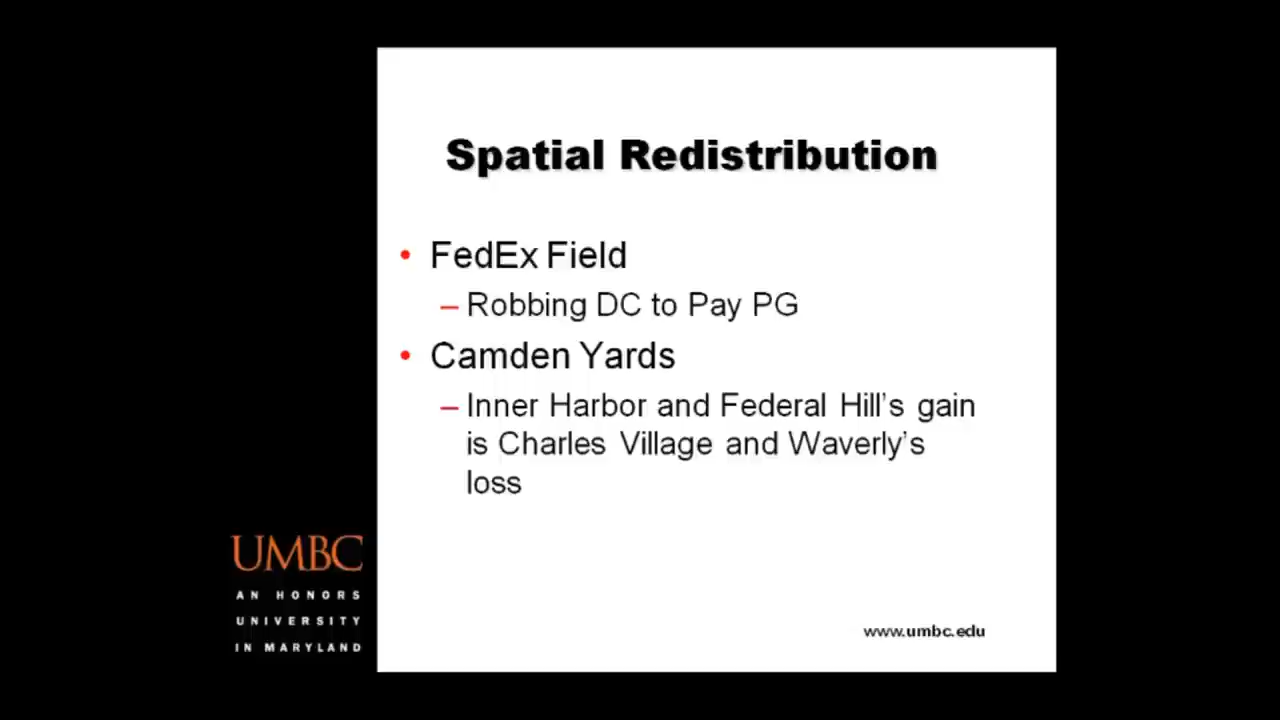 Spatial Redistribution
• FedEx Field
– Robbing DC to Pay PG
• Camden Yards
– Inner Harbor and Federal Hill's gain
is Charles Village and Waverly's
loss
UMBC
AN HONORS
UNIVERSITY
IN MARYLAND
www.umbc.edu